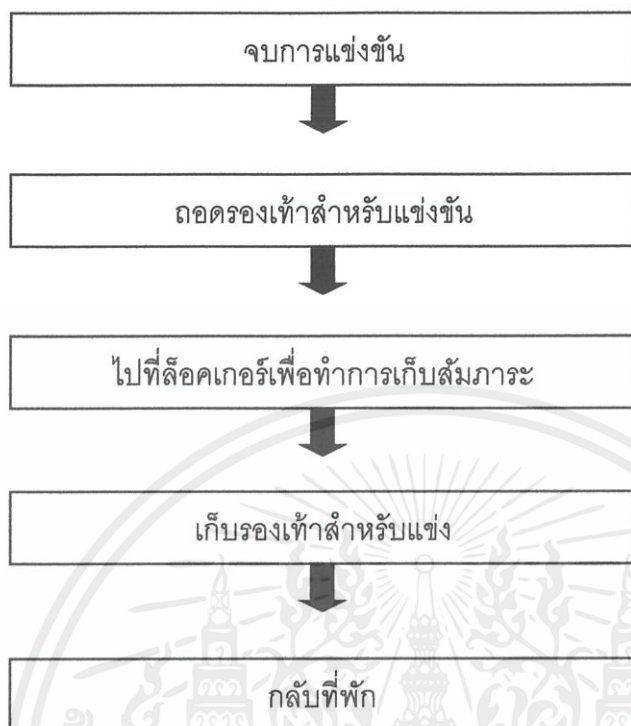 จบการแข่งขัน
ถอดรองเท้าสำหรับแข่งขัน
ไปที่ล็อคเกอร์เพื่อทำการเก็บสัมภาระ
เก็บรองเท้าสำหรับแข่ง
กลับที่พัก